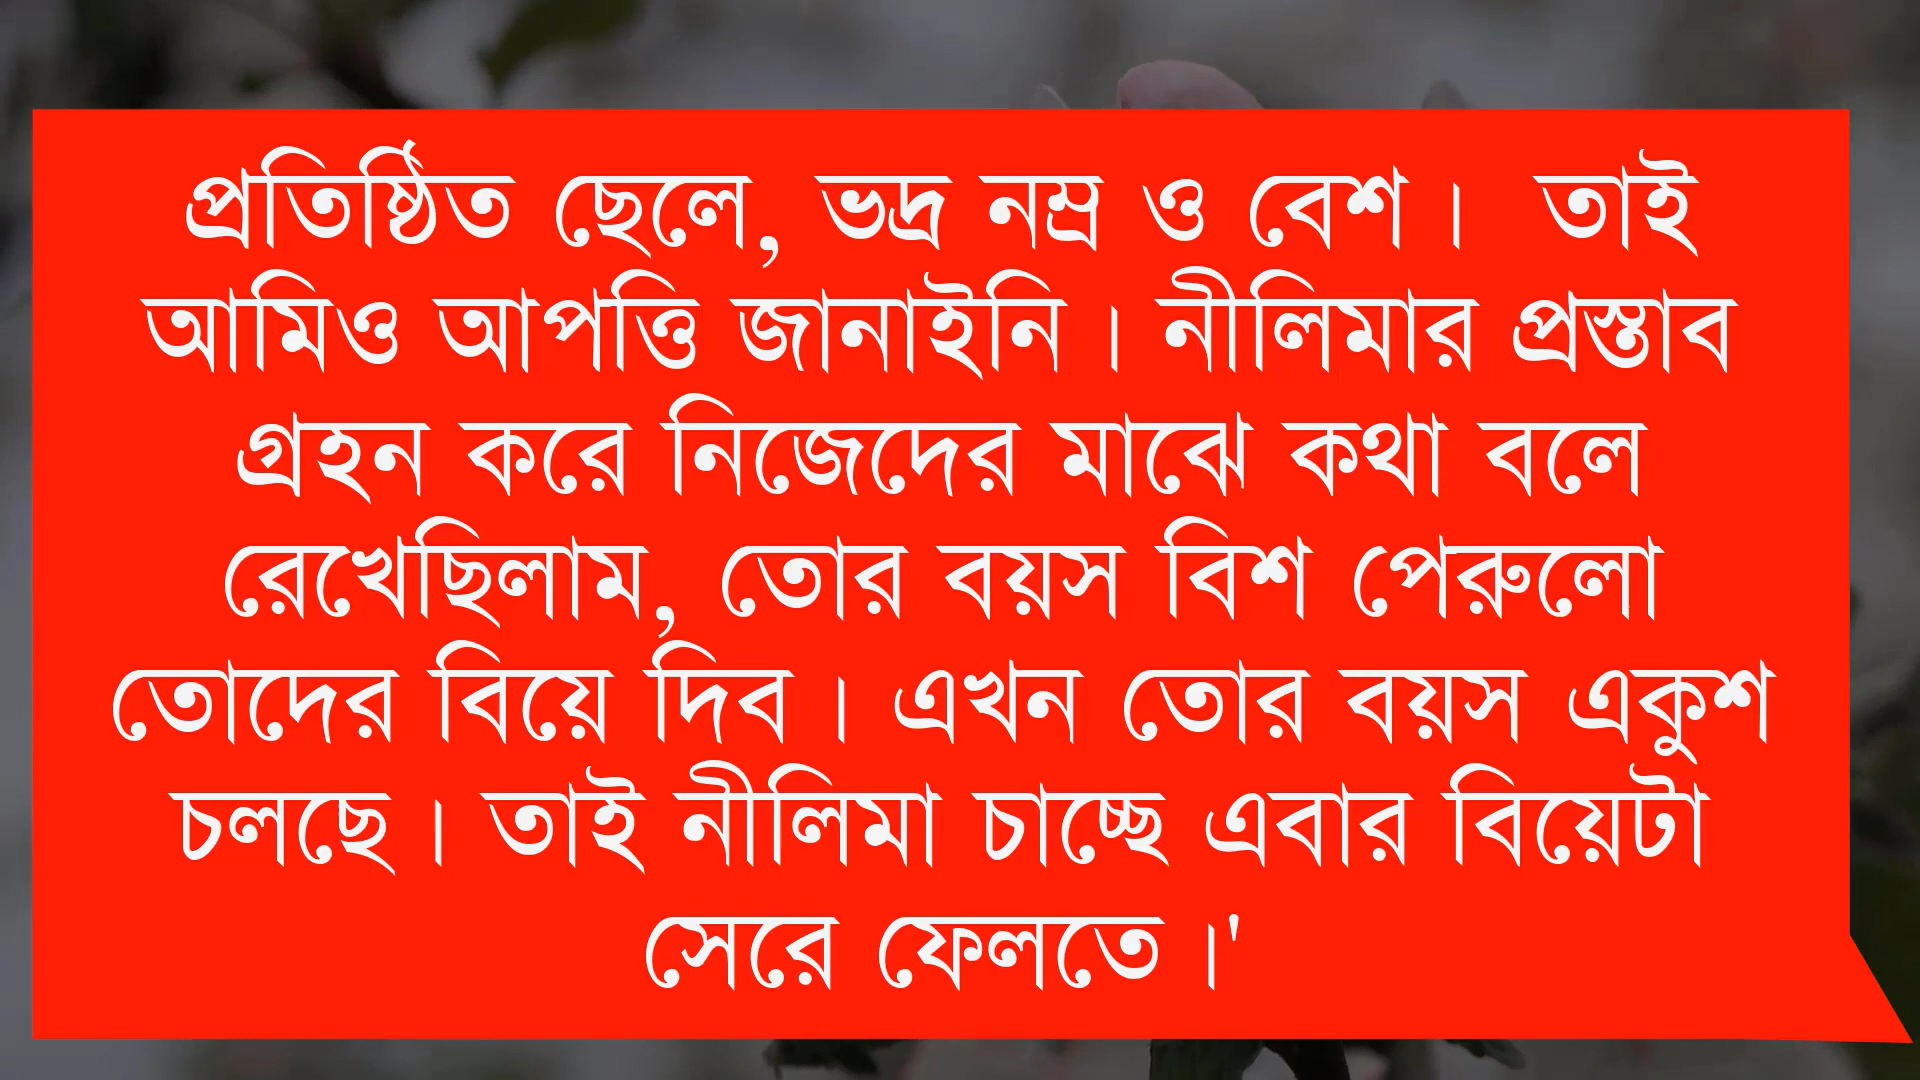 প্রতিষ্ঠিত ছেলে, ভদ্র নম্র ও বেশ। তাই
আমিও আপত্তি জানাইনি। নীলিমার প্রস্তাব
গ্রহন করে নিজেদের মাঝে কথা বলে
রেখেছিলাম, তোর বয়স বিশ পেরুলো
তোদের বিয়ে দিব। এখন তোর বয়স একুশ
চলছে। তাই নীলিমা চাচ্ছে এবার বিয়েটা
সেরে ফেলতে।'